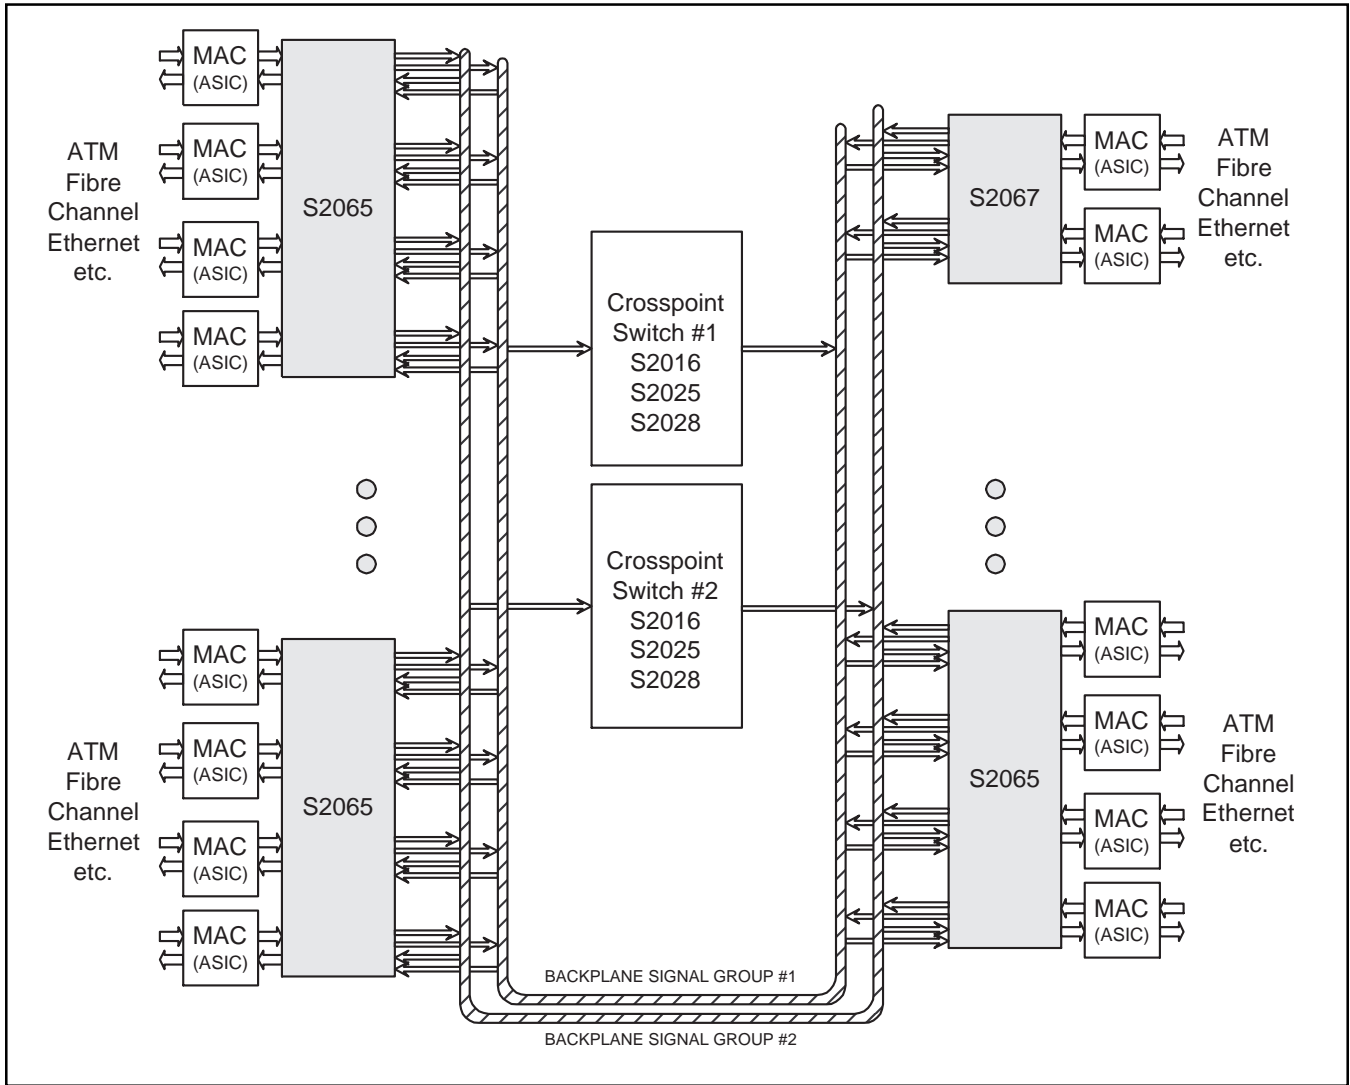 MAC
(ASIC)
MAC
(ASIC)
MAC
(ASIC)
MAC
(ASIC)
ATM
Fibre
Channel
Ethernet
etc.
S2065
Crosspoint
Switch #1
S2016
S2025
S2028
S2067
MAC
(ASIC)
MAC
(ASIC)
ATM
Fibre
Channel
Ethernet
etc.
Crosspoint
Switch #2
S2016
S2025
S2028
MAC
(ASIC)
MAC
(ASIC)
MAC
(ASIC)
MAC
(ASIC)
ATM
Fibre
Channel
Ethernet
etc.
S2065
S2065
MAC
(ASIC)
MAC
(ASIC)
MAC
(ASIC)
MAC
(ASIC)
ATM
Fibre
Channel
Ethernet
etc.
BACKPLANE SIGNAL GROUP #1
BACKPLANE SIGNAL GROUP #2